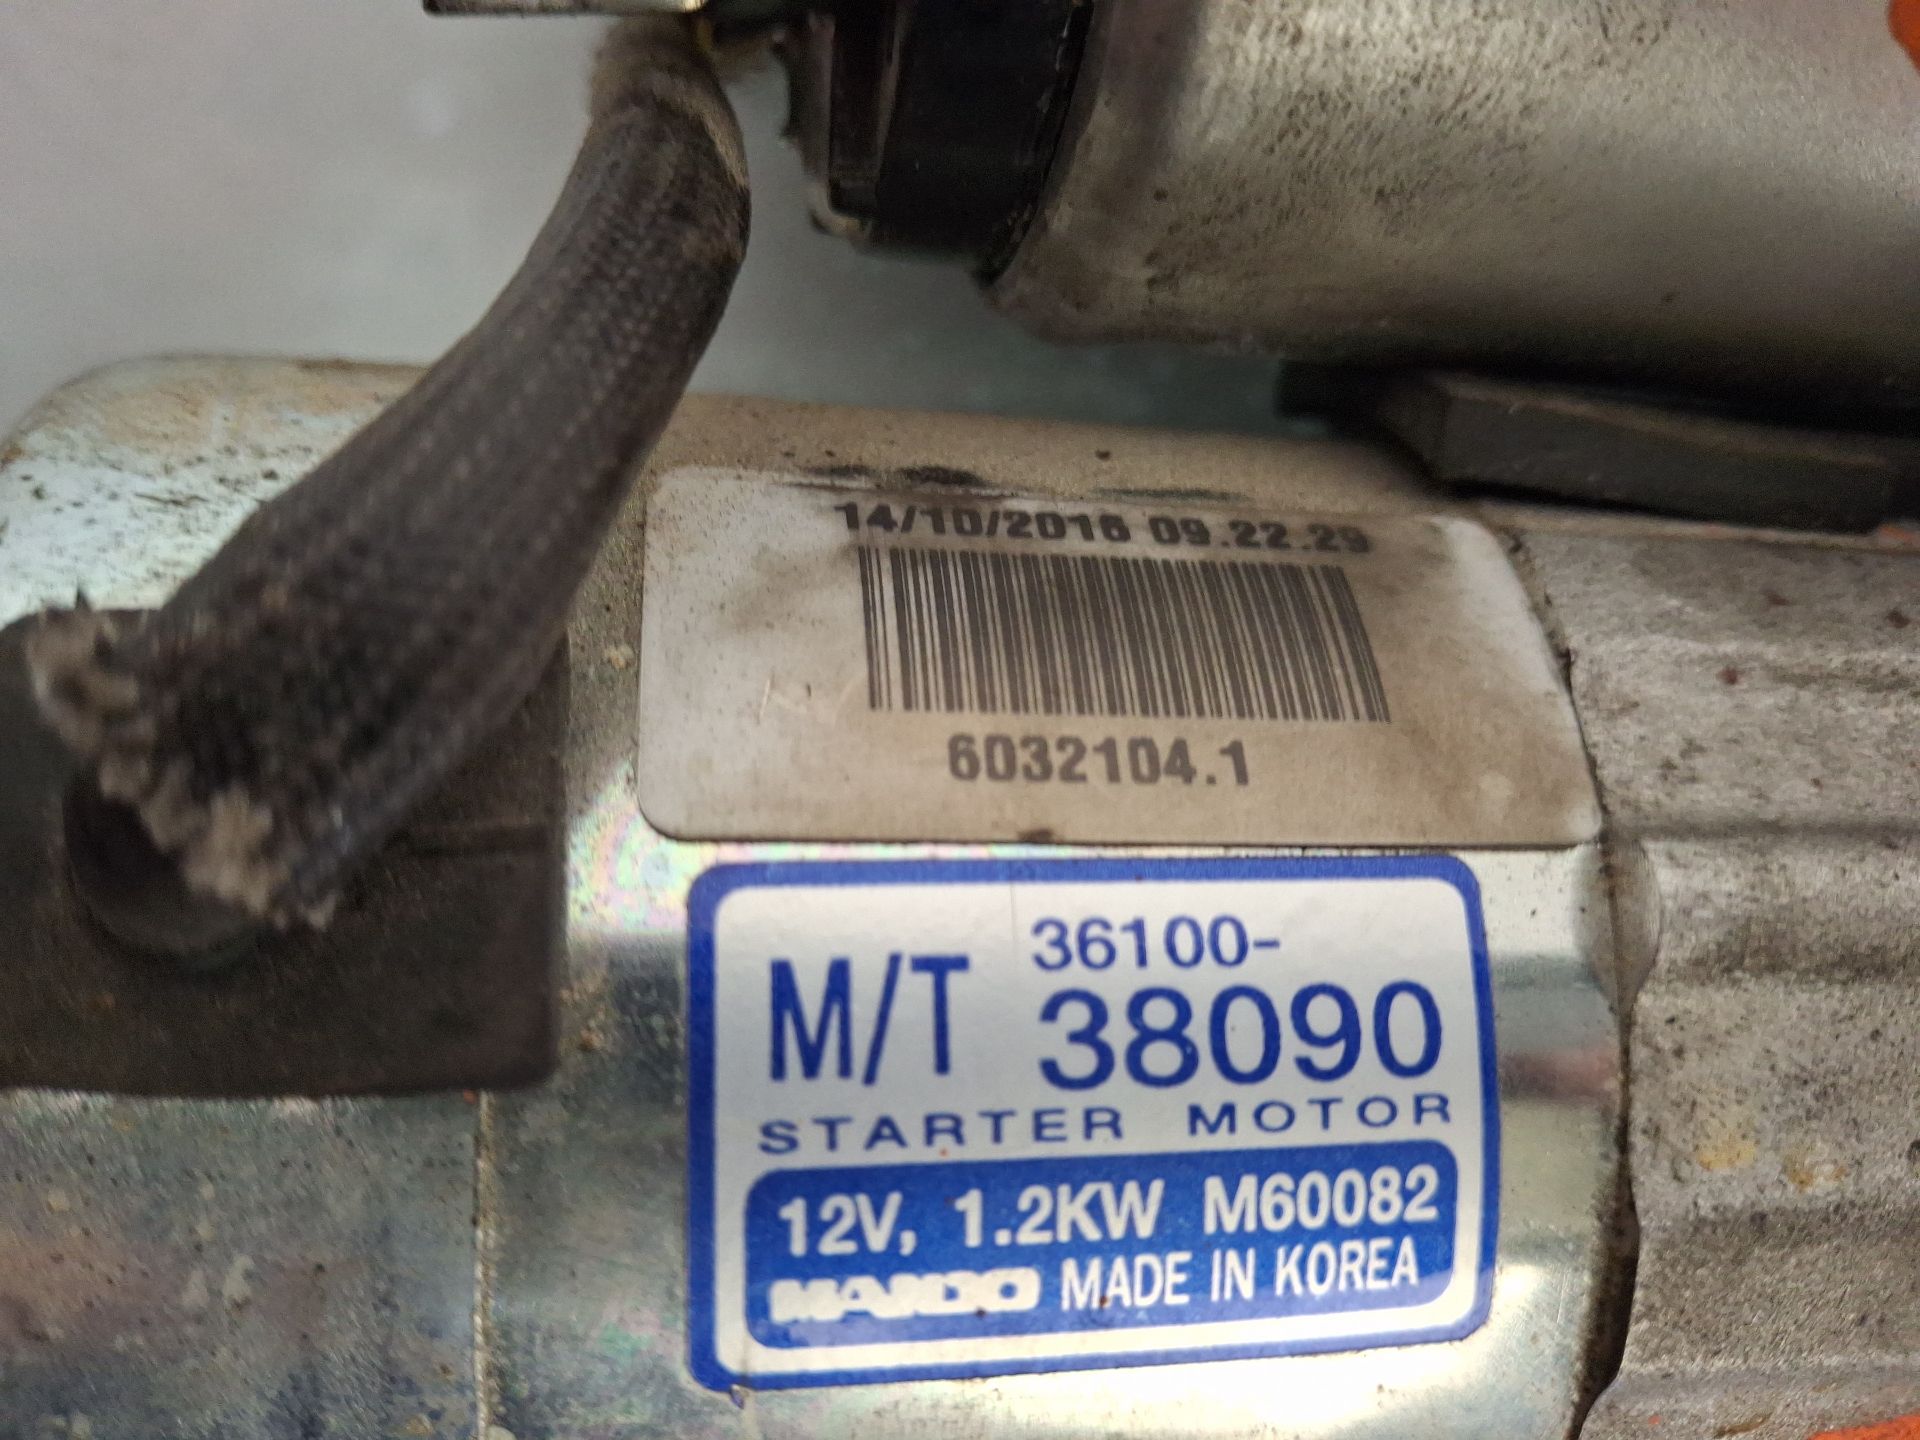 14/10/2016 09.22.29
6032104.1
M/T 36100-
38090
STARTER MOTOR
12V, 1.2KW M60082
MANDO MADE IN KOREA